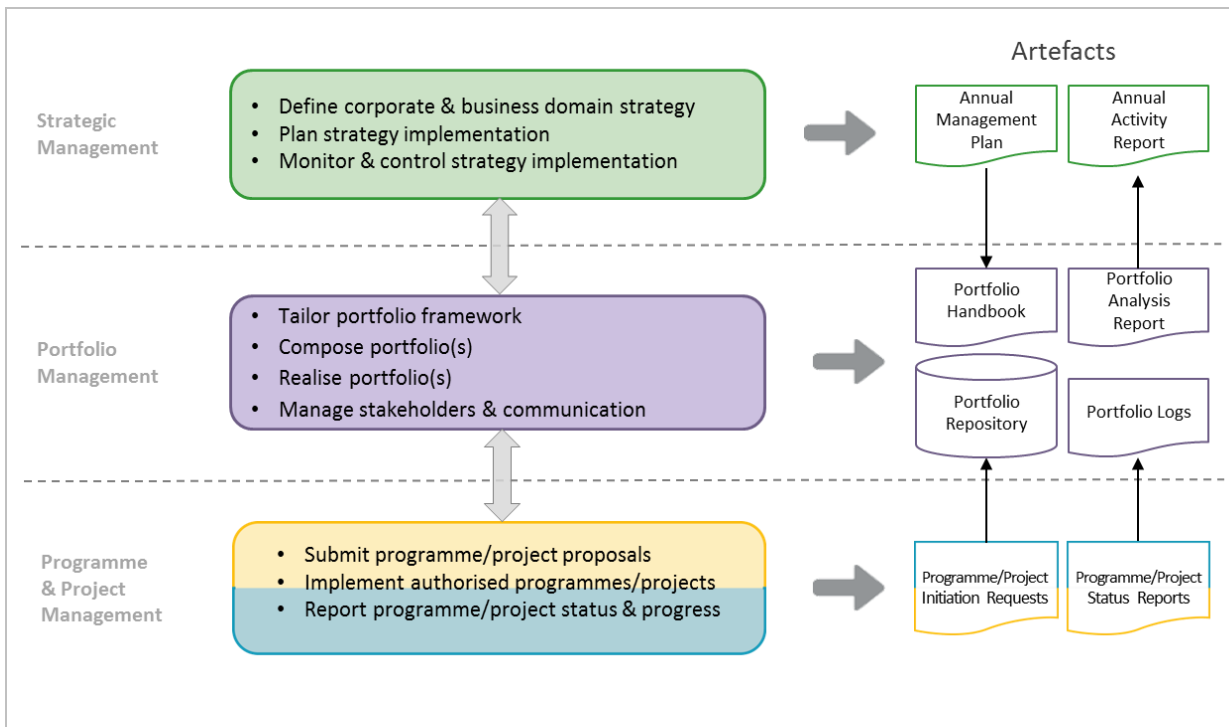 Artefacts
Strategic
Management
• Define corporate & business domain strategy
• Plan strategy implementation
• Monitor & control strategy implementation
Annual
Management
Plan
Annual
Activity
Report
Portfolio
Management
• Tailor portfolio framework
• Compose portfolio(s)
• Realise portfolio(s)
• Manage stakeholders & communication
Portfolio
Handbook
Portfolio
Analysis
Report
Portfolio
Repository
Portfolio Logs
Programme
& Project
Management
• Submit programme/project proposals
• Implement authorised programmes/projects
• Report programme/project status & progress
Programme/Project
Initiation Requests
Programme/Project
Status Reports